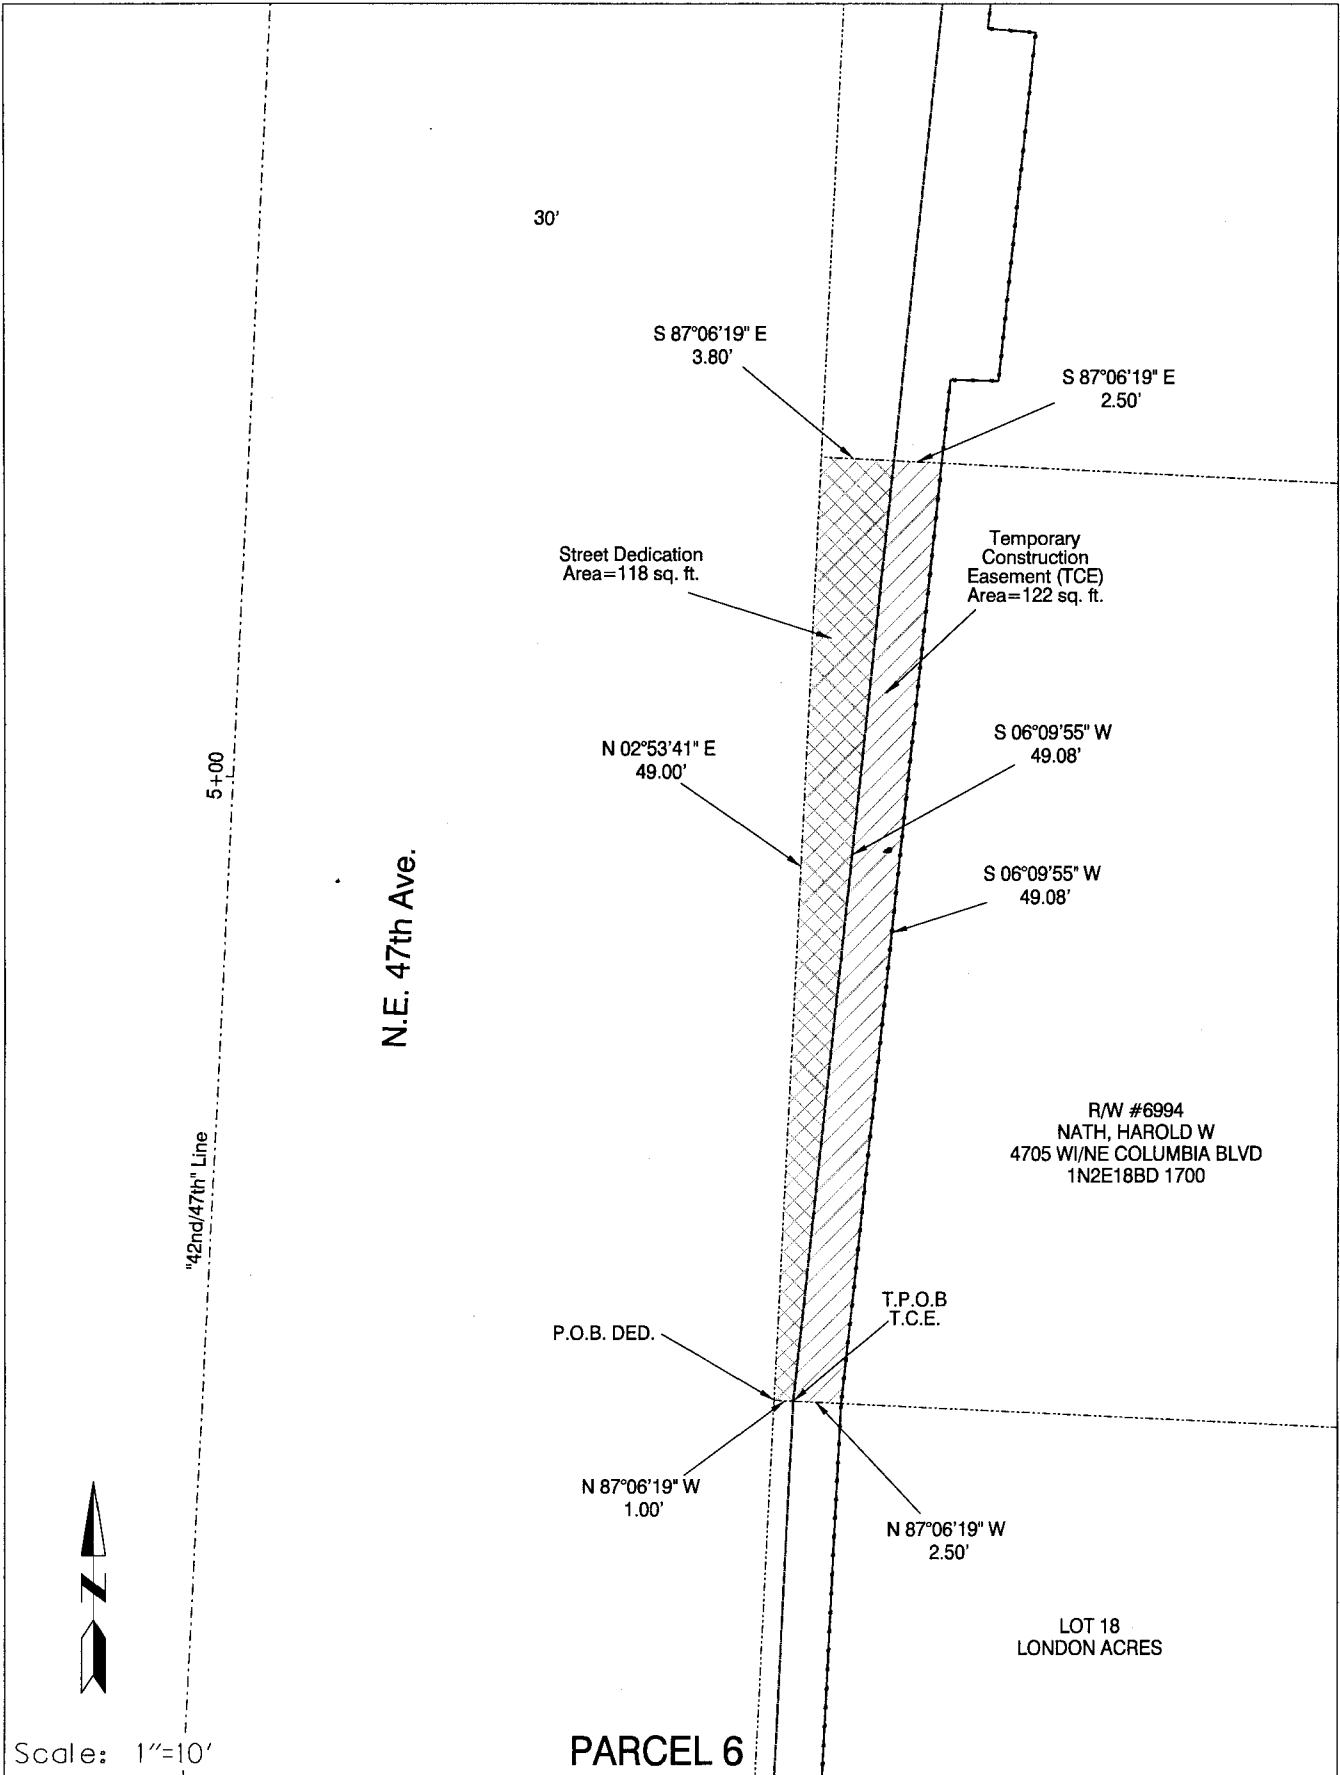 30'
S 87°06'19" E
3.80'
S 87°06'19" E
2.50'
Street Dedication
Area=118 sq. ft.
Temporary
Construction
Easement (TCE)
Area=122 sq. ft.
N 02°53'41" E
49.00'
S 06°09'55" W
49.08'
5+00
S 06°09'55" W
49.08'
N.E. 47th Ave.
"42nd/47th" Line
R/W #6994
NATH, HAROLD W
4705 WI/NE COLUMBIA BLVD
1N2E18BD 1700
T.P.O.B
T.C.E.
P.O.B. DED.
N 87°06'19" W
1.00'
N 87°06'19" W
2.50'
N
LOT 18
LONDON ACRES
Scale: 1"=10'
PARCEL 6